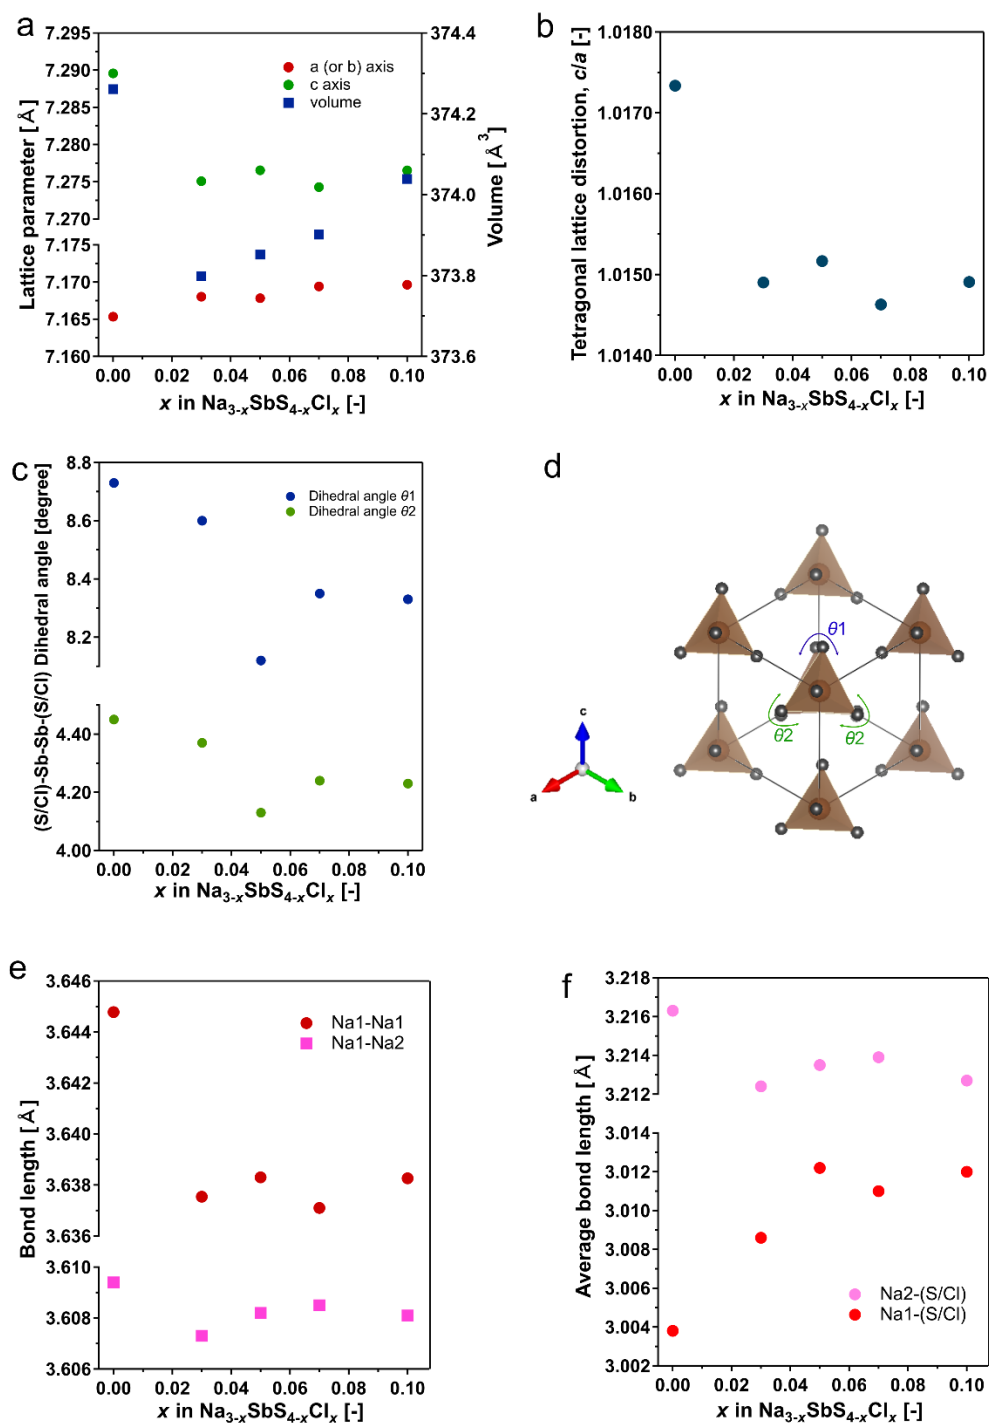 a
7.295
7.290
7.285
7.280
7.275
7.270
7.175
7.170
7.165
7.160
Lattice parameter [Å]
a (or b) axis
c axis
volume
374.4
374.2
374.0
373.8
373.6
Volume [Å³]
0.00 0.02 0.04 0.06 0.08 0.10
x in Na₃₋ₓSbS₄₋ₓClₓ [-]
b
1.0180
1.0170
1.0160
1.0150
1.0140
Tetragonal lattice distortion, c/a [-]
0.00 0.02 0.04 0.06 0.08 0.10
x in Na₃₋ₓSbS₄₋ₓClₓ [-]
c
8.8
8.6
8.4
8.2
4.40
4.20
4.00
(S/Cl)-Sb-Sb-(S/Cl) Dihedral angle [degree]
Dihedral angle θ1
Dihedral angle θ2
0.00 0.02 0.04 0.06 0.08 0.10
x in Na₃₋ₓSbS₄₋ₓClₓ [-]
d
θ1
θ2 θ2
c
a
b
e
3.646
3.644
3.642
3.640
3.638
3.636
3.610
3.608
3.606
Bond length [Å]
Na1-Na1
Na1-Na2
0.00 0.02 0.04 0.06 0.08 0.10
x in Na₃₋ₓSbS₄₋ₓClₓ [-]
f
3.218
3.216
3.214
3.212
3.014
3.012
3.010
3.008
3.006
3.004
3.002
Average bond length [Å]
Na2-(S/Cl)
Na1-(S/Cl)
0.00 0.02 0.04 0.06 0.08 0.10
x in Na₃₋ₓSbS₄₋ₓClₓ [-]